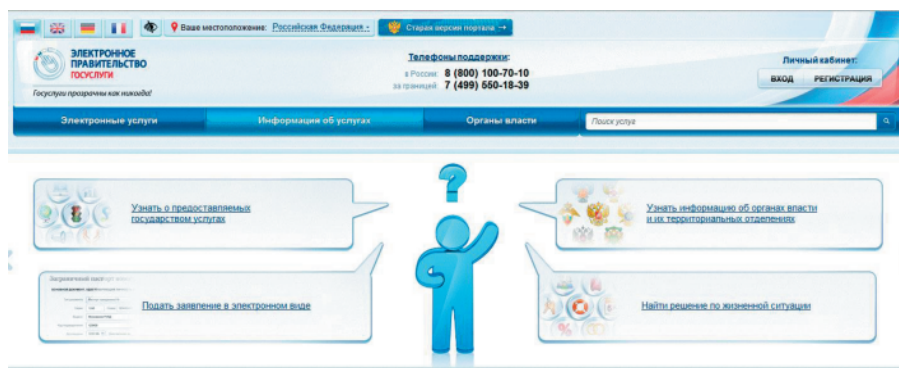 Ваше местоположение: Российская Федерация
Старая версия портала →
ЭЛЕКТРОННОЕ
ПРАВИТЕЛЬСТВО
ГОСУСЛУГИ
Госуслуги прозрачны как никогда!
Телефоны поддержки:
в России: 8 (800) 100-70-10
за границей: 7 (499) 550-18-39
Личный кабинет:
ВХОД РЕГИСТРАЦИЯ
Электронные услуги
Информация об услугах
Органы власти
Поиск услуг
?
Узнать о предоставляемых
государством услугах
Узнать информацию об органах власти
и их территориальных отделениях
Подать заявление в электронном виде
Найти решение по жизненной ситуации